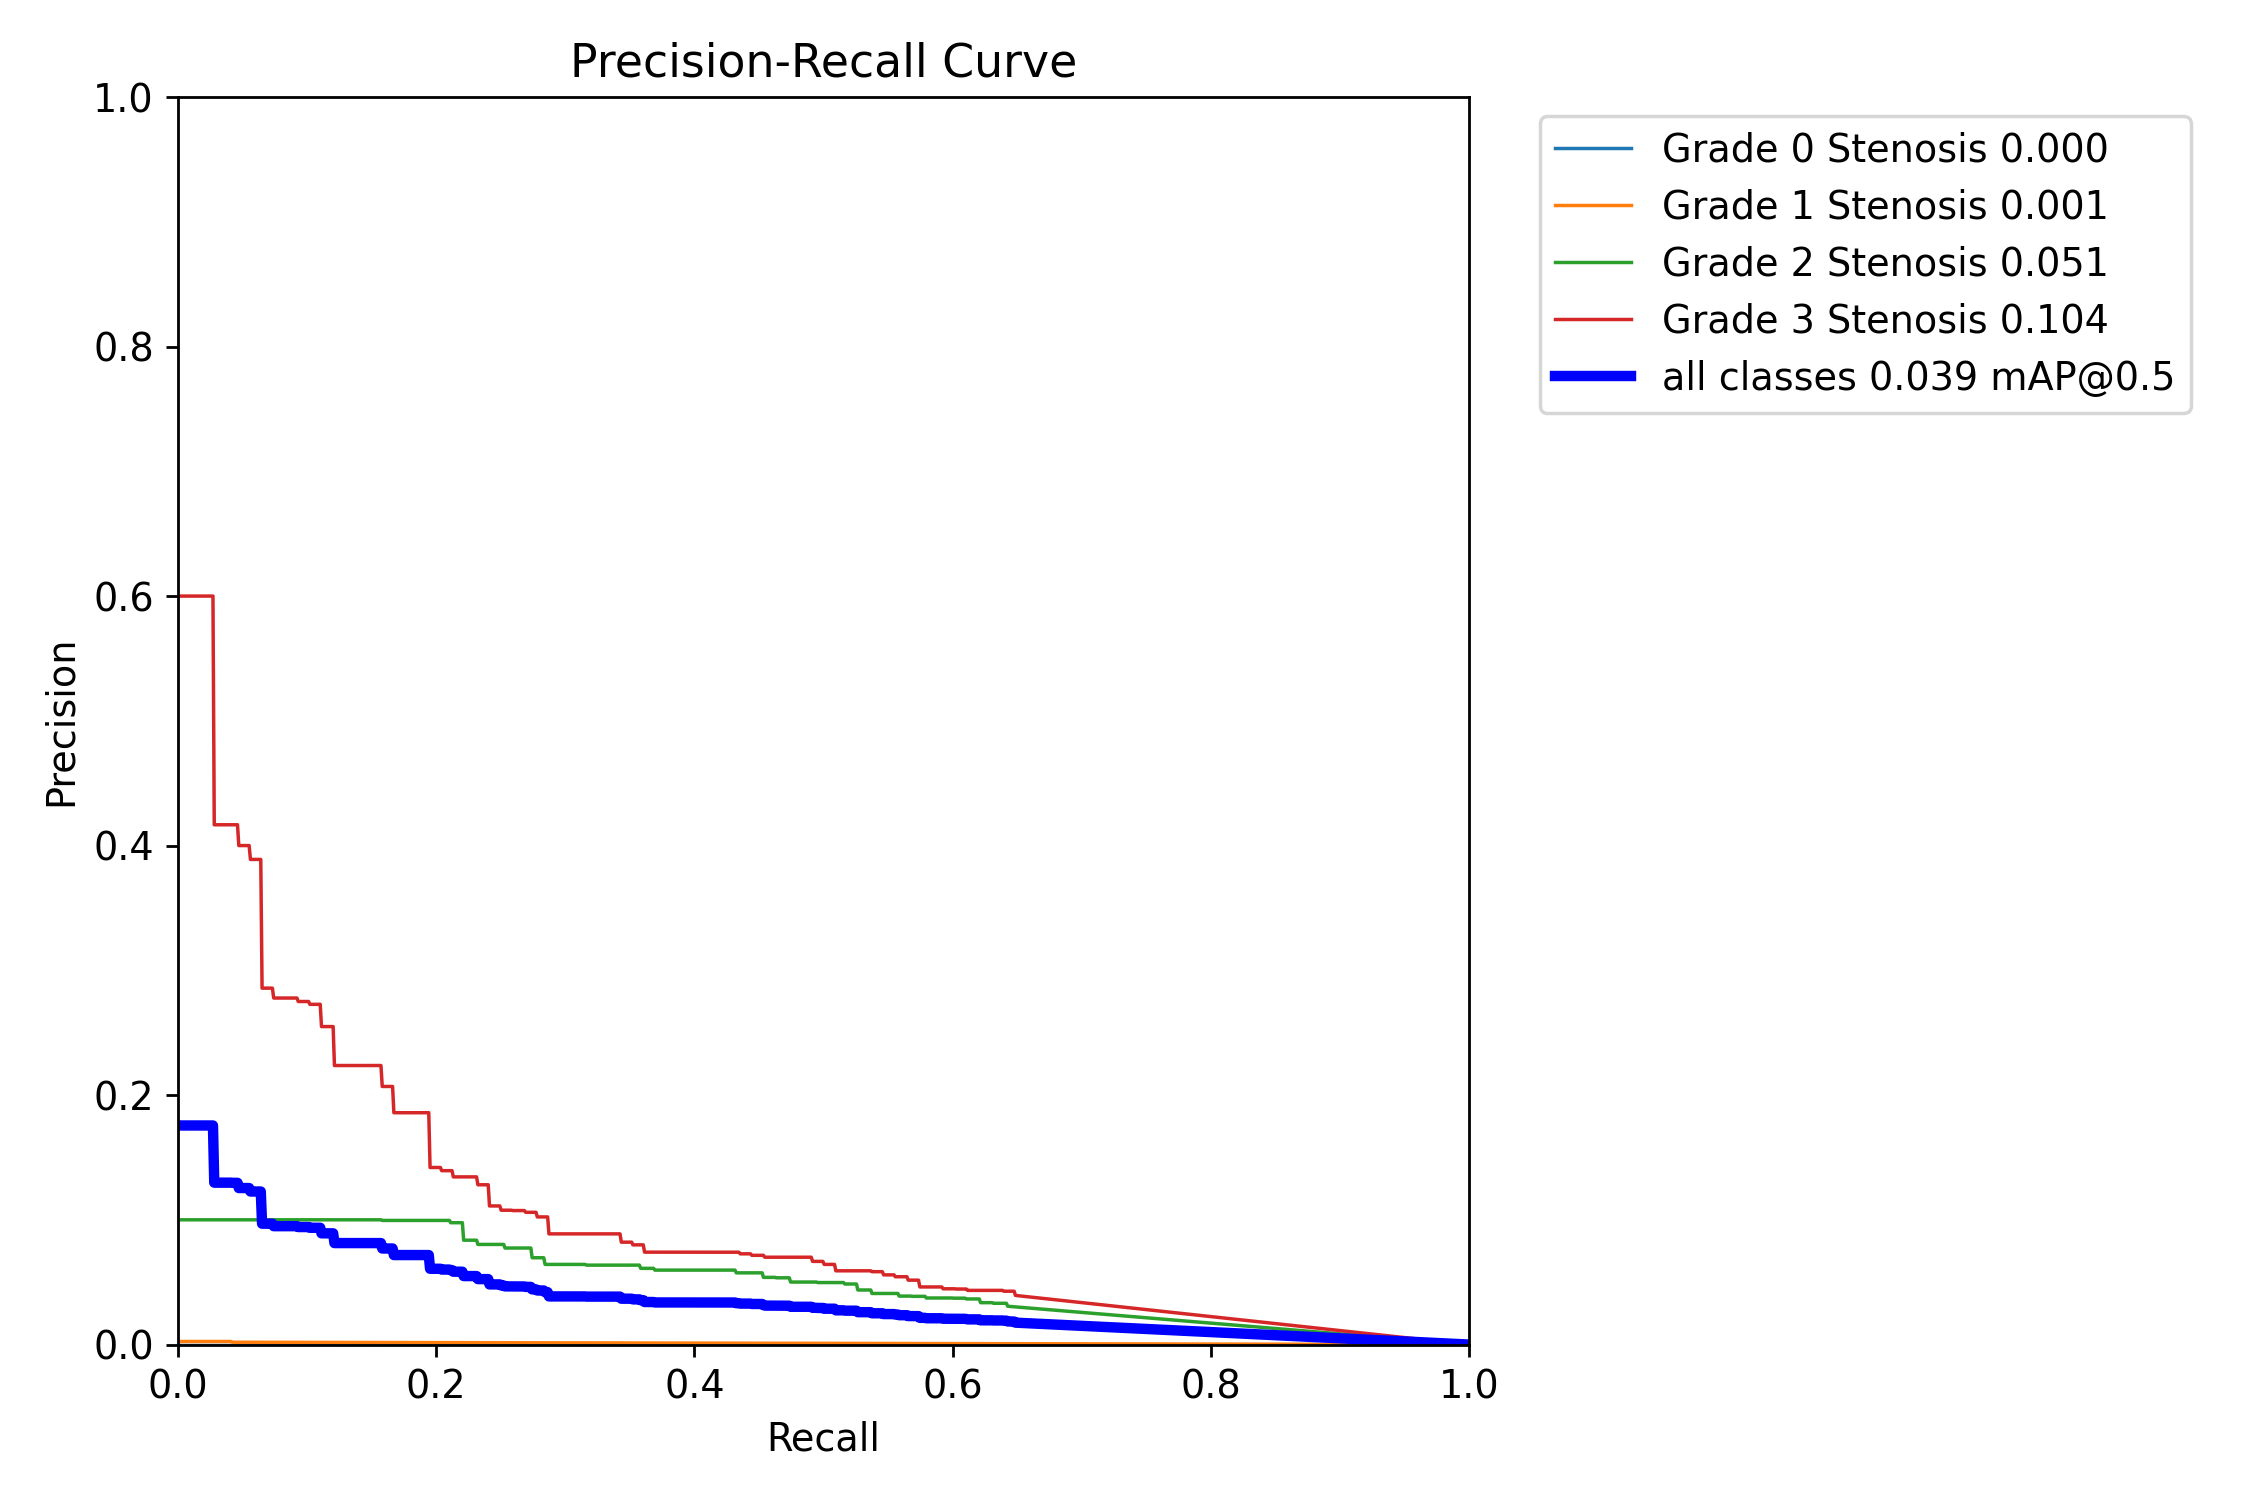 Precision-Recall Curve
1.0
0.8
0.6
0.4
0.2
0.0
Precision
0.0 0.2 0.4 0.6 0.8 1.0
Recall
Grade 0 Stenosis 0.000
Grade 1 Stenosis 0.001
Grade 2 Stenosis 0.051
Grade 3 Stenosis 0.104
all classes 0.039 mAP@0.5